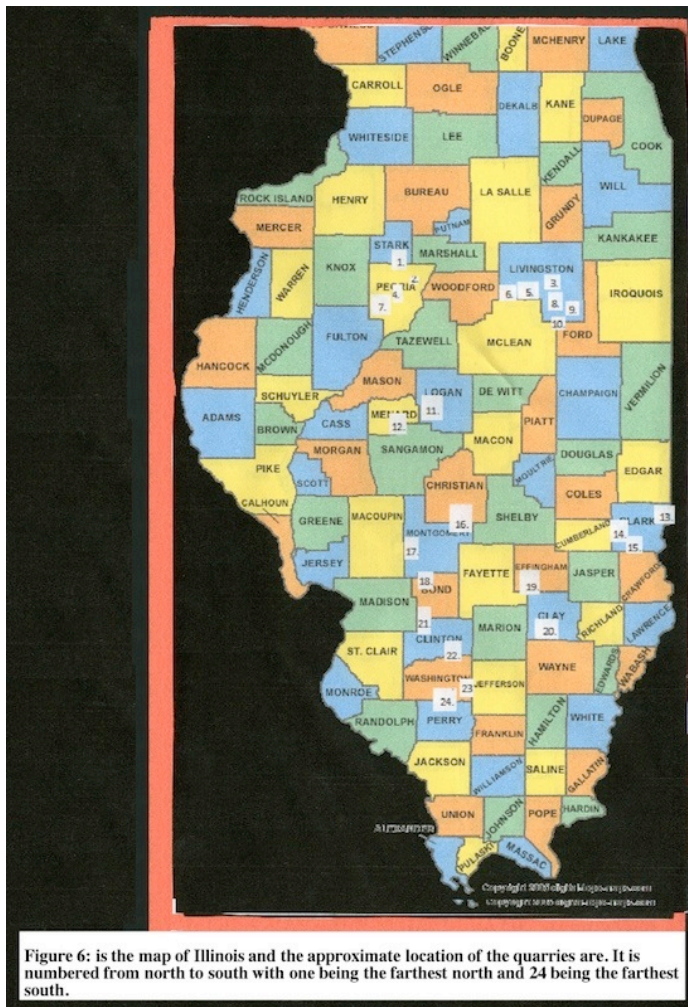 STEPHENSON
WINNEBAGO
BOONE
MCHENRY
LAKE
CARROLL
OGLE
DEKALB
KANE
DUPAGE
COOK
WHITESIDE
LEE
KENDALL
WILL
ROCK ISLAND
HENRY
BUREAU
LA SALLE
GRUNDY
MERCER
PUTNAM
KANKAKEE
STARK
1.
MARSHALL
HENDERSON
WARREN
KNOX
PEORIA
2.
4.
7.
WOODFORD
LIVINGSTON
3.
5.
6.
8.
9.
10.
IROQUOIS
FORD
HANCOCK
MCDONOUGH
FULTON
TAZEWELL
MCLEAN
MASON
SCHUYLER
LOGAN
11.
DE WITT
CHAMPAIGN
VERMILION
ADAMS
BROWN
CASS
MENARD
12.
PIATT
MACON
MORGAN
SANGAMON
DOUGLAS
PIKE
SCOTT
CHRISTIAN
MOULTRIE
EDGAR
COLES
CALHOUN
GREENE
MACOUPIN
16.
SHELBY
CUMBERLAND
CLARK
13.
14.
15.
MONTGOMERY
17.
JERSEY
FAYETTE
EFFINGHAM
19.
JASPER
CRAWFORD
18.
BOND
MADISON
21.
CLINTON
22.
MARION
CLAY
20.
RICHLAND
LAWRENCE
ST. CLAIR
WASHINGTON
23
24.
JEFFERSON
WAYNE
EDWARDS
WABASH
MONROE
RANDOLPH
PERRY
HAMILTON
WHITE
FRANKLIN
JACKSON
WILLIAMSON
SALINE
GALLATIN
UNION
JOHNSON
POPE
HARDIN
ALEXANDER
PULASKI
MASSAC
Figure 6: is the map of Illinois and the approximate location of the quarries are. It is
numbered from north to south with one being the farthest north and 24 being the farthest
south.